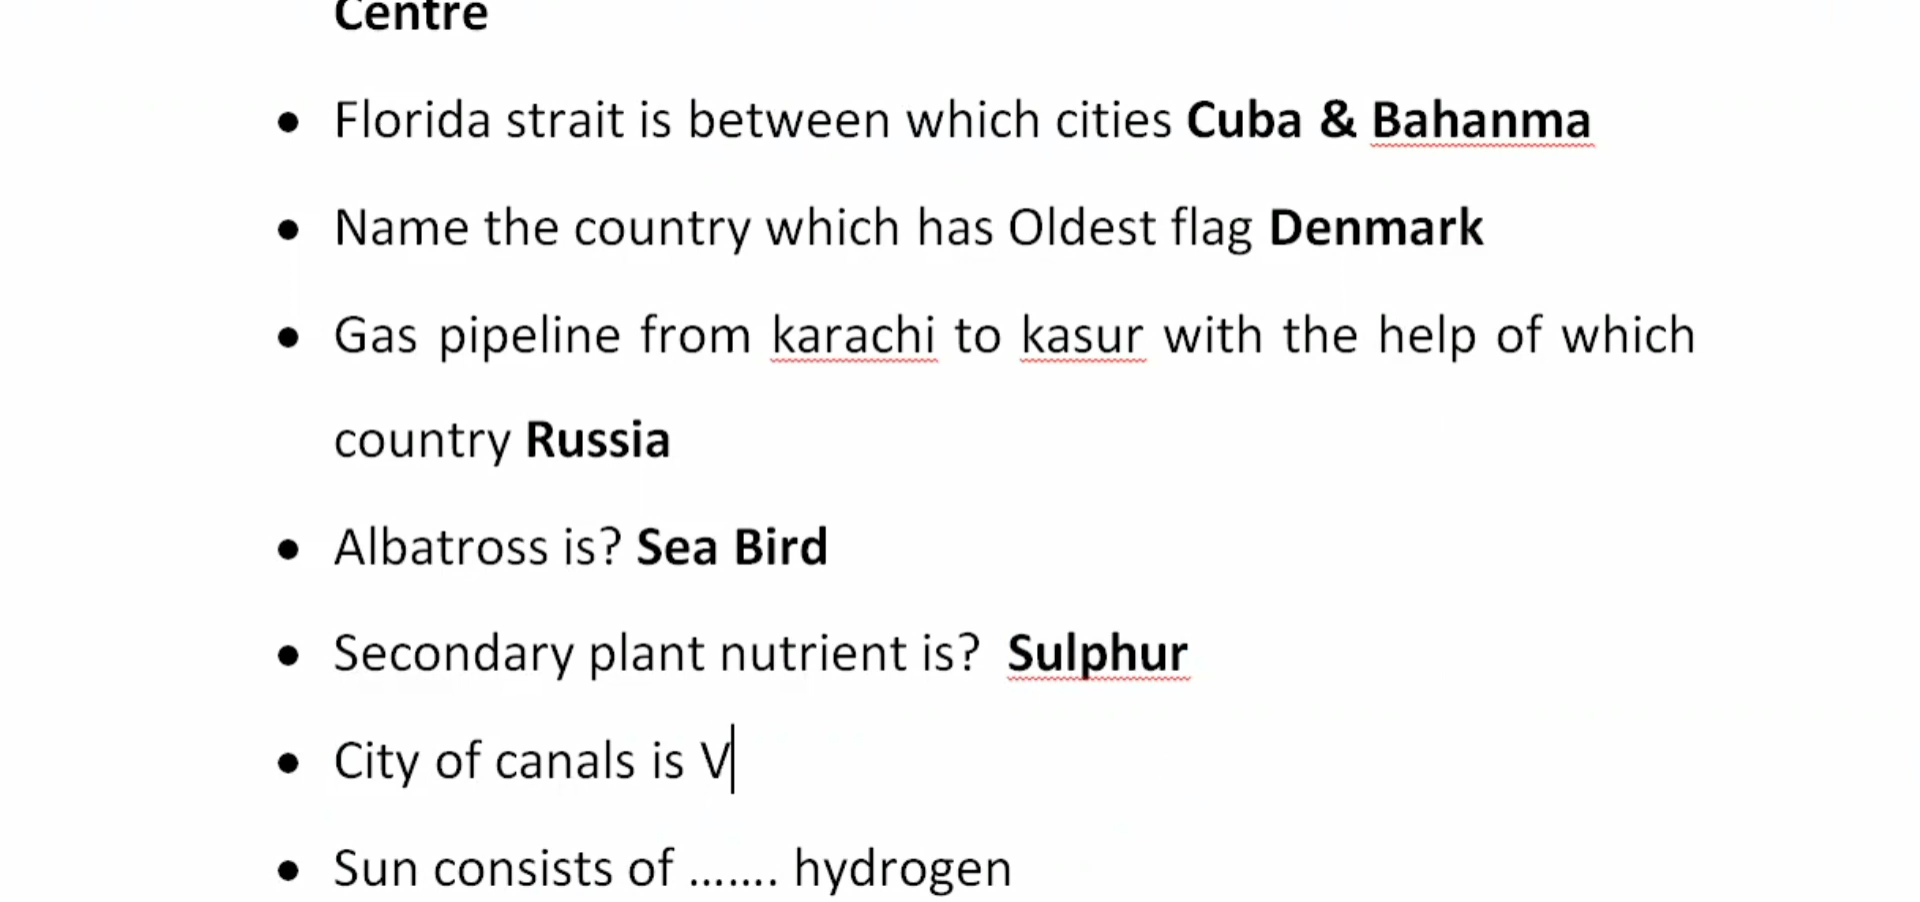 Centre
• Florida strait is between which cities Cuba & Bahanma
• Name the country which has Oldest flag Denmark
• Gas pipeline from karachi to kasur with the help of which
country Russia
• Albatross is? Sea Bird
• Secondary plant nutrient is?  Sulphur
• City of canals is V
• Sun consists of ....... hydrogen